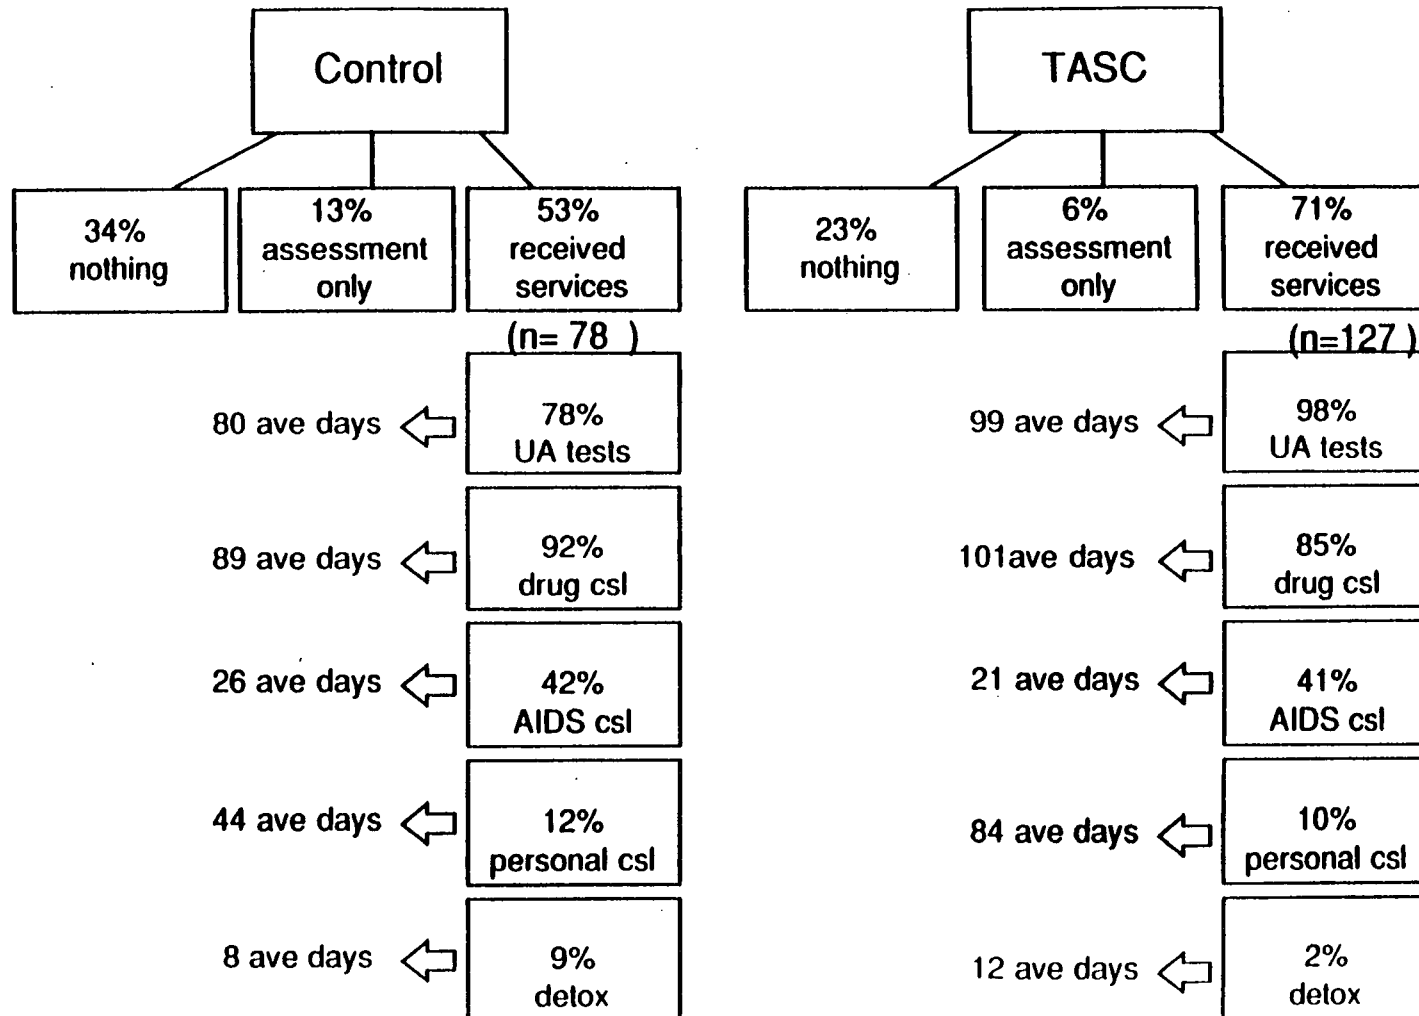 Control
34%
nothing
13%
assessment
only
53%
received
services
(n= 78 )
80 ave days
78%
UA tests
89 ave days
92%
drug csl
26 ave days
42%
AIDS csl
44 ave days
12%
personal csl
8 ave days
9%
detox
TASC
23%
nothing
6%
assessment
only
71%
received
services
(n=127 )
99 ave days
98%
UA tests
101ave days
85%
drug csl
21 ave days
41%
AIDS csl
84 ave days
10%
personal csl
12 ave days
2%
detox